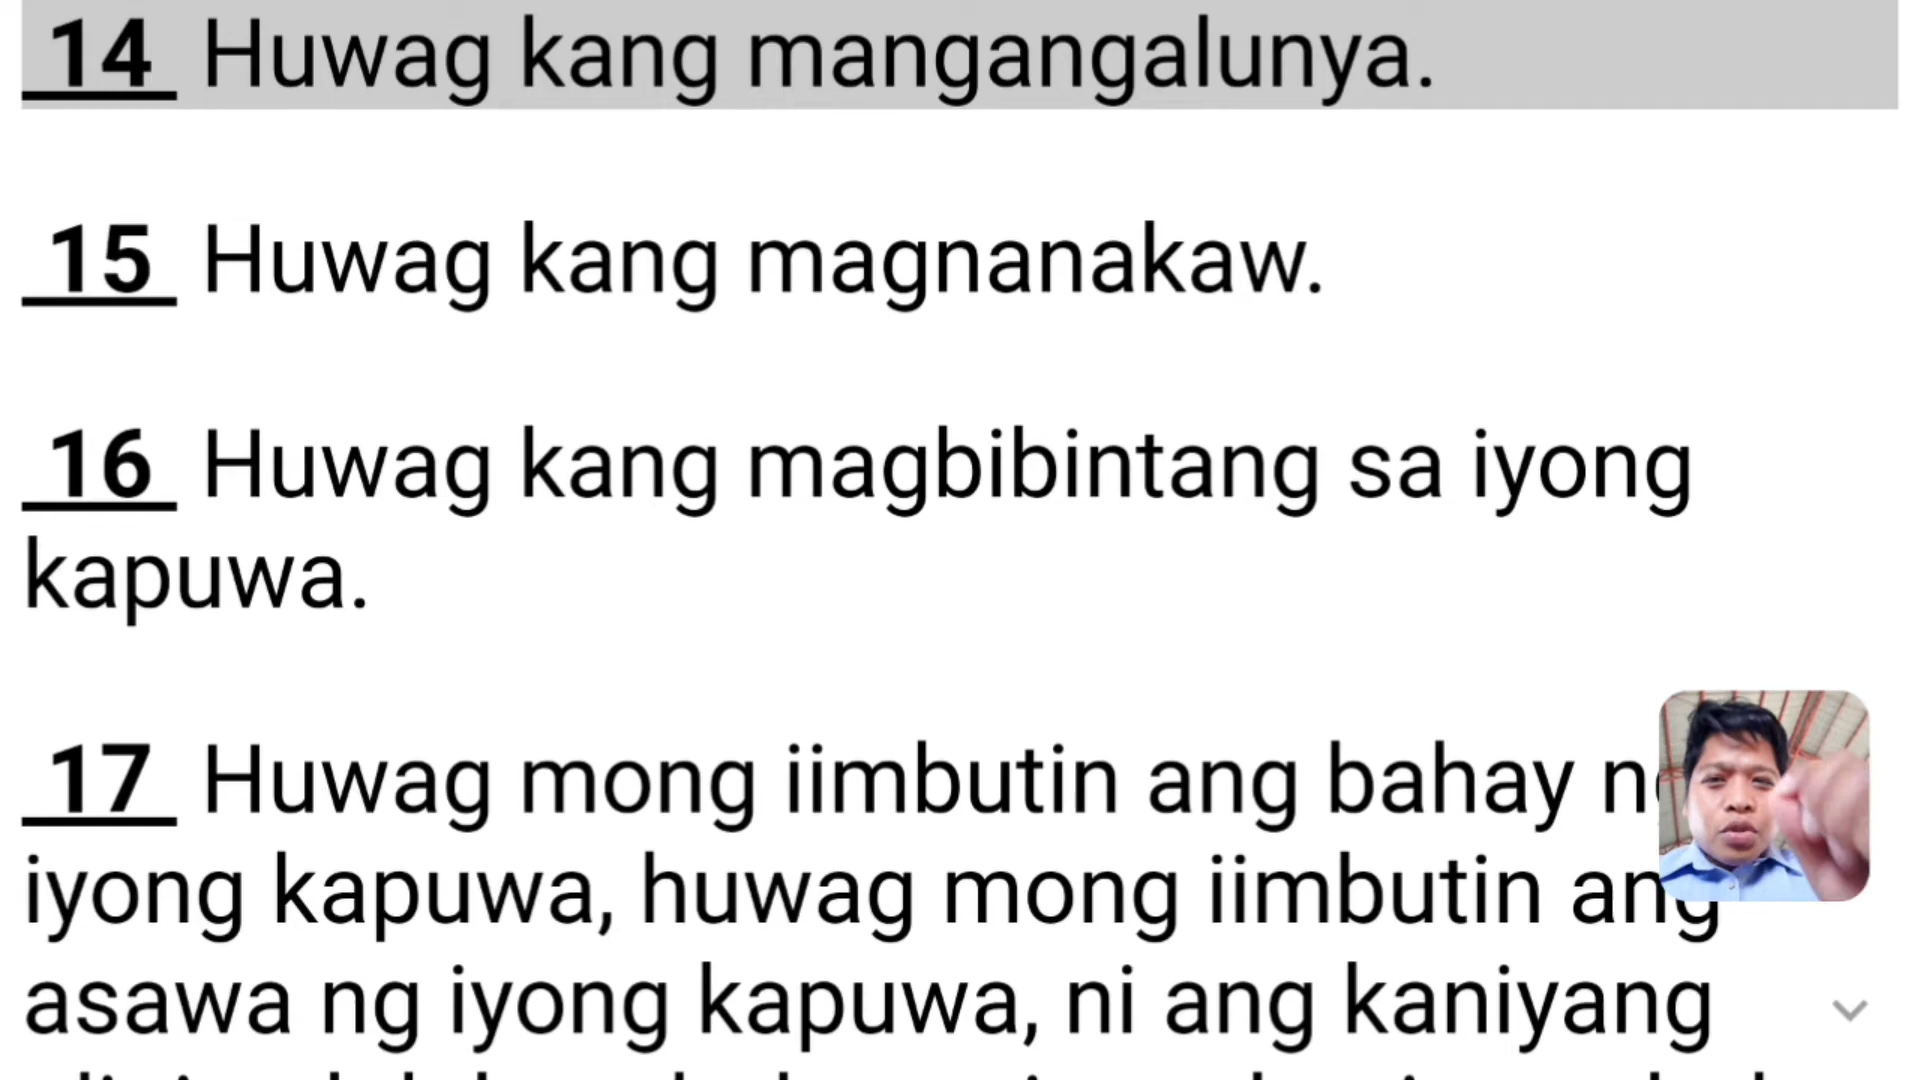 14 Huwag kang mangangalunya.
15 Huwag kang magnanakaw.
16 Huwag kang magbibintang sa iyong
kapuwa.
17 Huwag mong iimbutin ang bahay
iyong kapuwa, huwag mong iimbutin ang
asawa ng iyong kapuwa, ni ang kaniyang